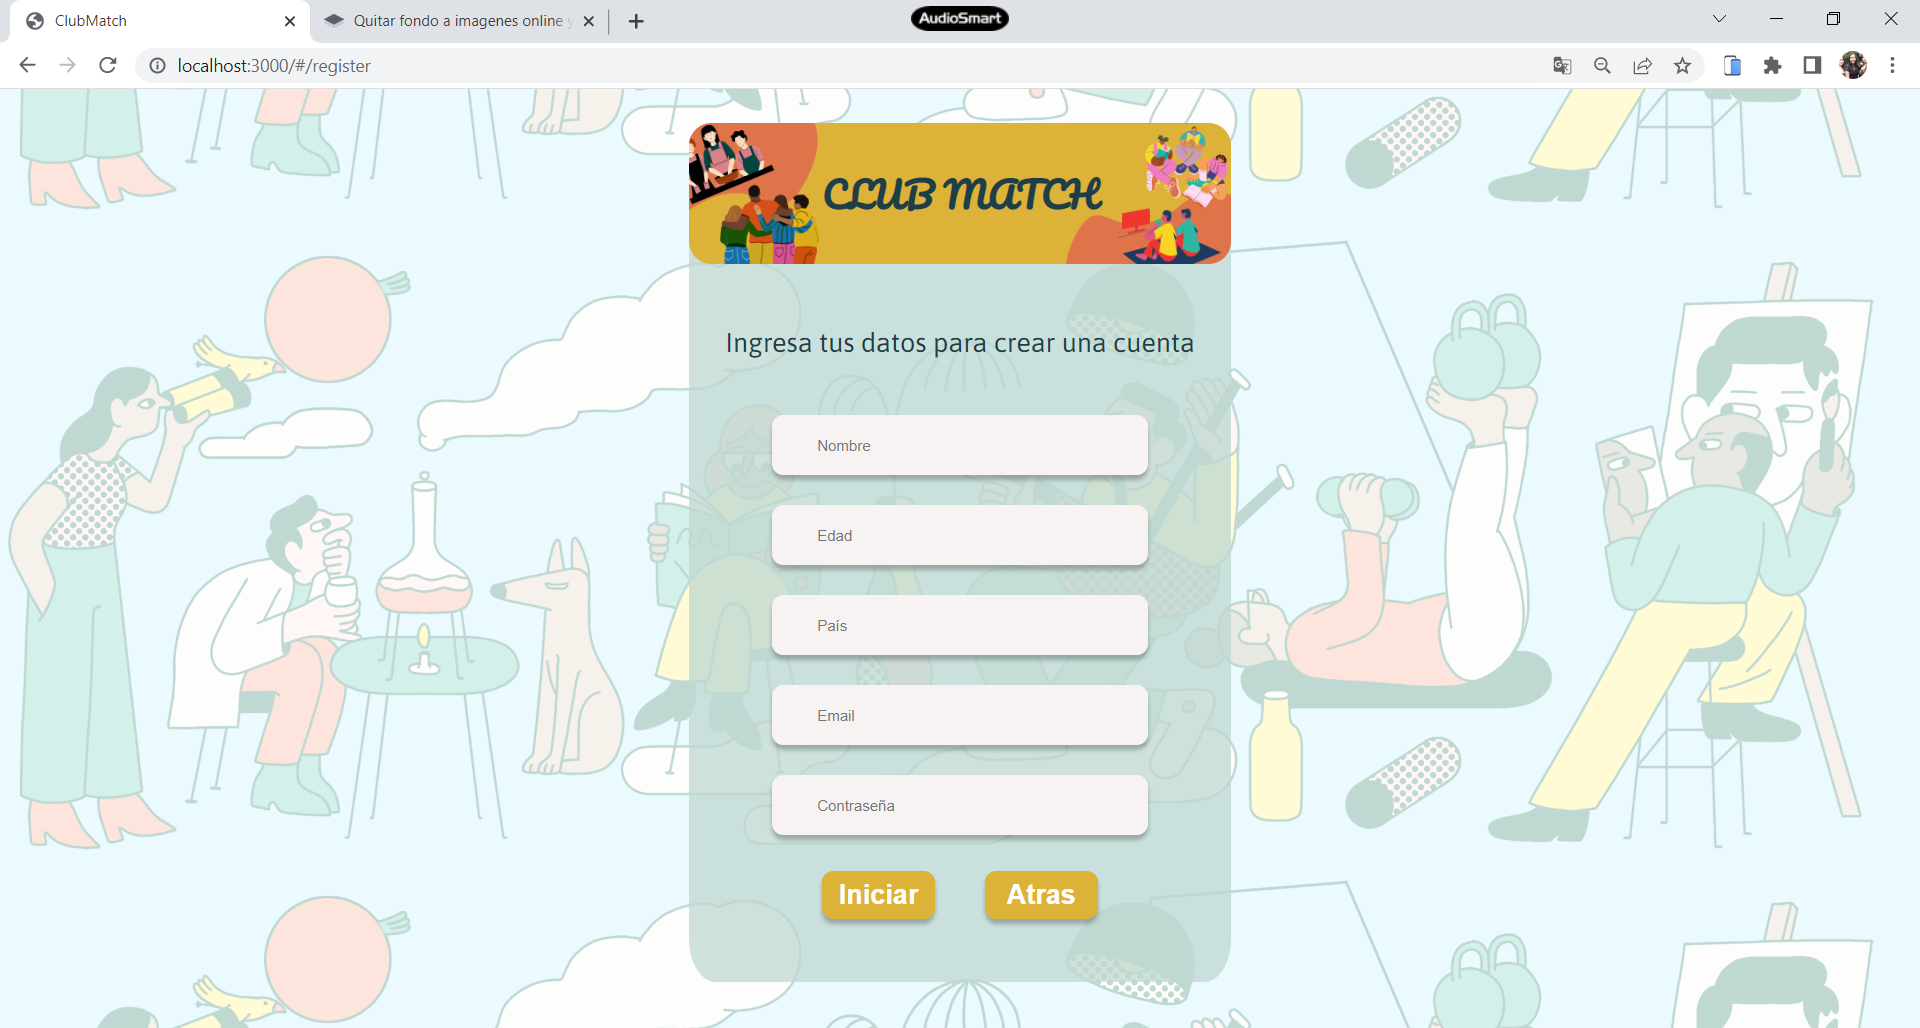 ClubMatch
Quitar fondo a imagenes online y
AudioSmart
localhost:3000/#/register
CLUB MATCH
Ingresa tus datos para crear una cuenta
Nombre
Edad
País
Email
Contraseña
Iniciar
Atras